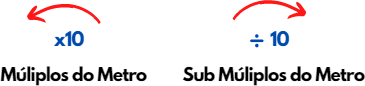 x10
÷ 10
Múliplos do Metro
Sub Múliplos do Metro